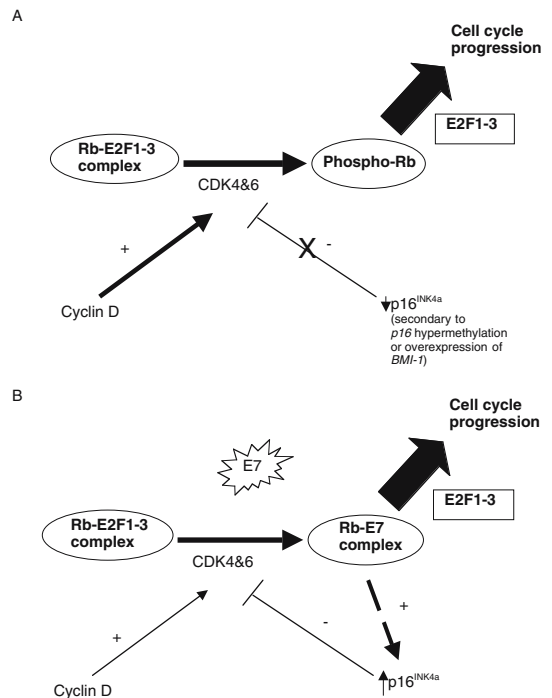 A
Cell cycle
progression
E2F1-3
Rb-E2F1-3
complex
Phospho-Rb
CDK4&6
+
X -
Cyclin D
p16INK4a
(secondary to
p16 hypermethylation
or overexpression of
BMI-1)
B
Cell cycle
progression
E7
E2F1-3
Rb-E2F1-3
complex
Rb-E7
complex
CDK4&6
+
+
-
Cyclin D
p16INK4a